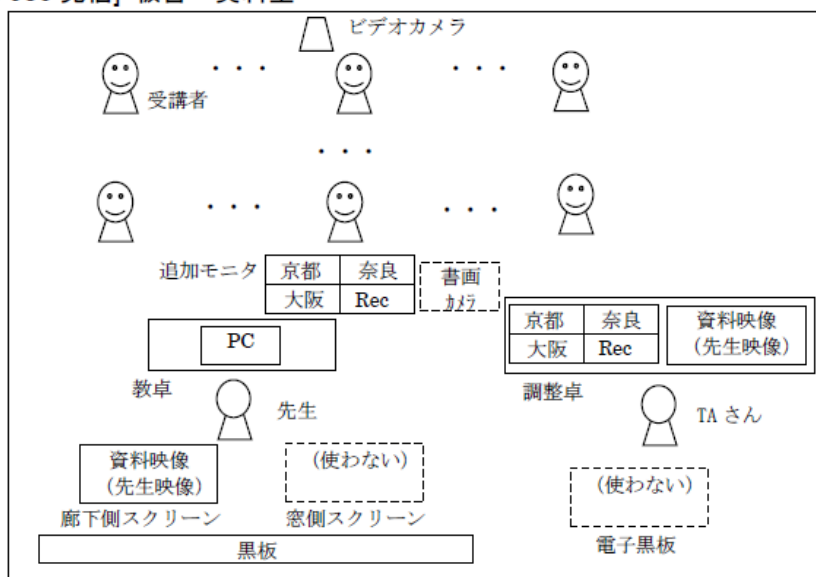 ビデオカメラ
・・・ ・・・
受講者
・・・
・・・ ・・・
追加モニタ
京都 奈良
大阪 Rec
書画
カメラ
京都 奈良
大阪 Rec
資料映像
(先生映像)
PC
教卓
調整卓
先生
TA さん
資料映像
(先生映像)
(使わない)
(使わない)
廊下側スクリーン
窓側スクリーン
電子黒板
黒板